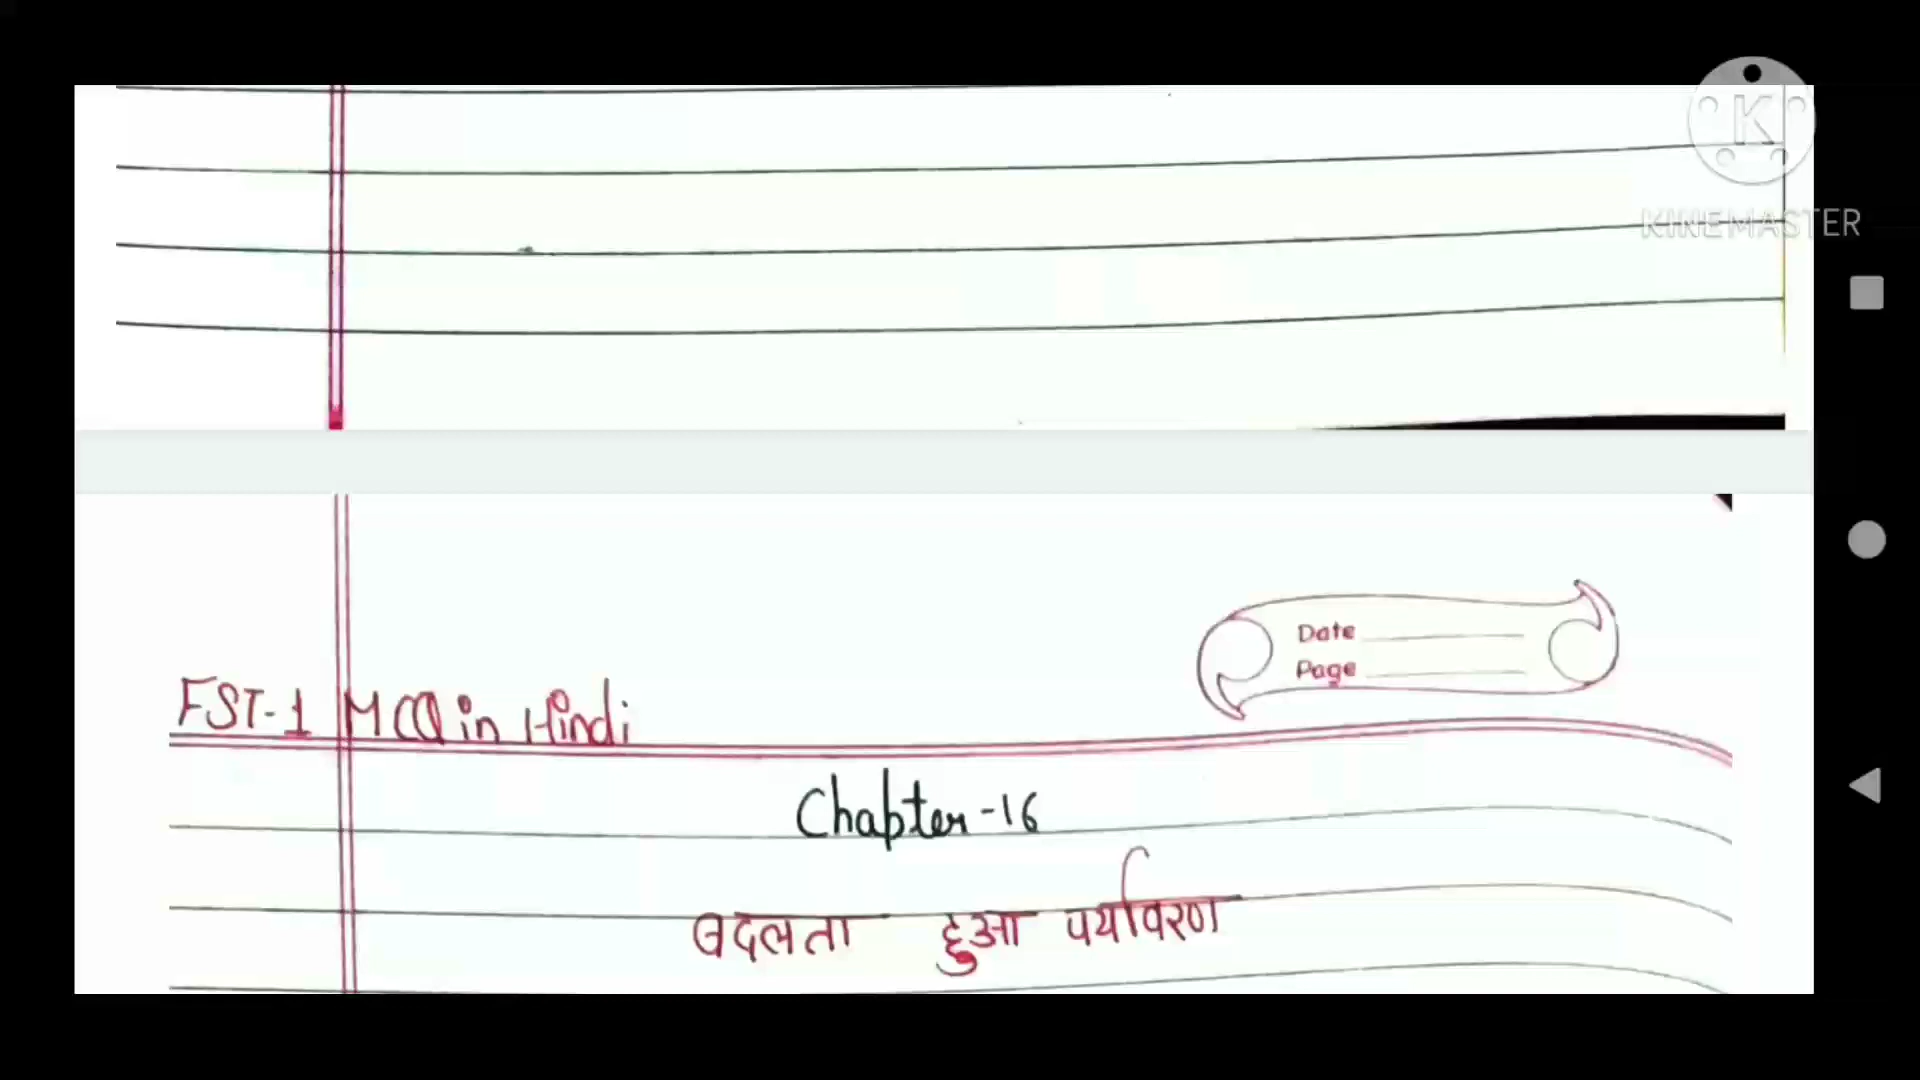 KINEMASTER
Date
Page
FST-1 MCQ in Hindi
Chapter-16
बदलता हुआ पर्यावरण